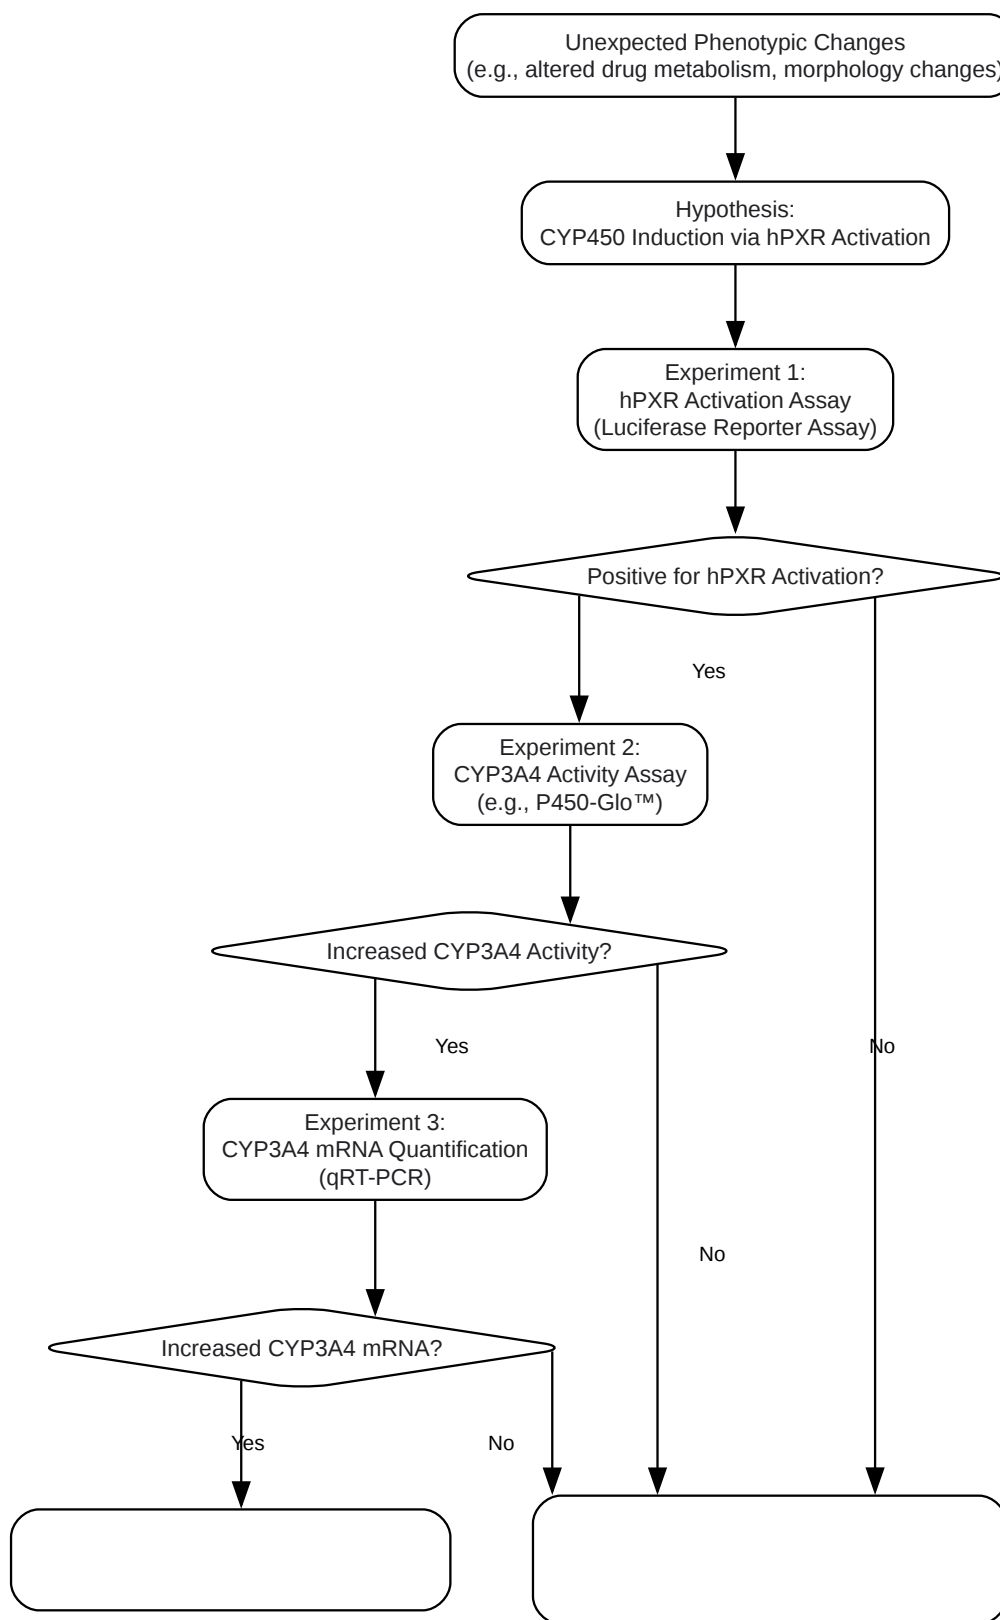 Unexpected Phenotypic Changes
(e.g., altered drug metabolism, morphology changes)
Hypothesis:
CYP450 Induction via hPXR Activation
Experiment 1:
hPXR Activation Assay
(Luciferase Reporter Assay)
Positive for hPXR Activation?
Yes
Experiment 2:
CYP3A4 Activity Assay
(e.g., P450-Glo™)
Increased CYP3A4 Activity?
Yes
No
Experiment 3:
CYP3A4 mRNA Quantification
(qRT-PCR)
No
Increased CYP3A4 mRNA?
Yes
No